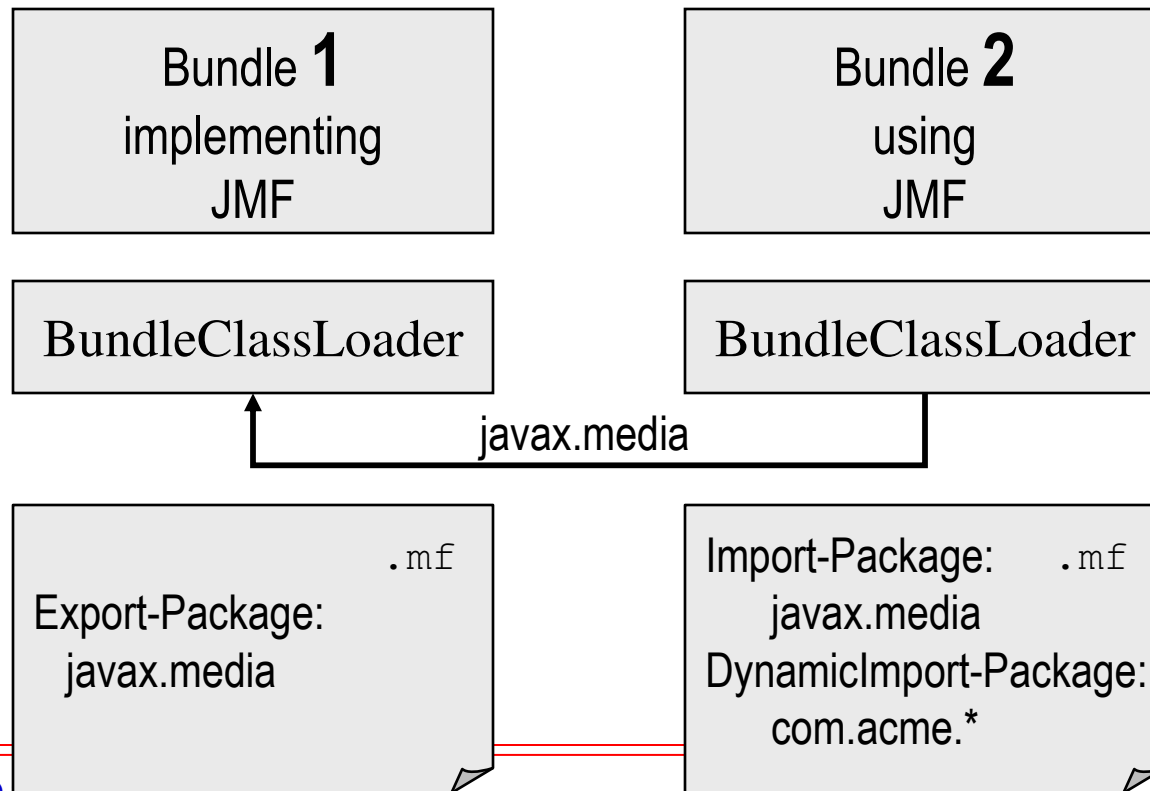 Bundle 1
implementing
JMF
Bundle 2
using
JMF
BundleClassLoader
BundleClassLoader
javax.media
.mf
Export-Package:
javax.media
Import-Package: .mf
javax.media
DynamicImport-Package:
com.acme.*